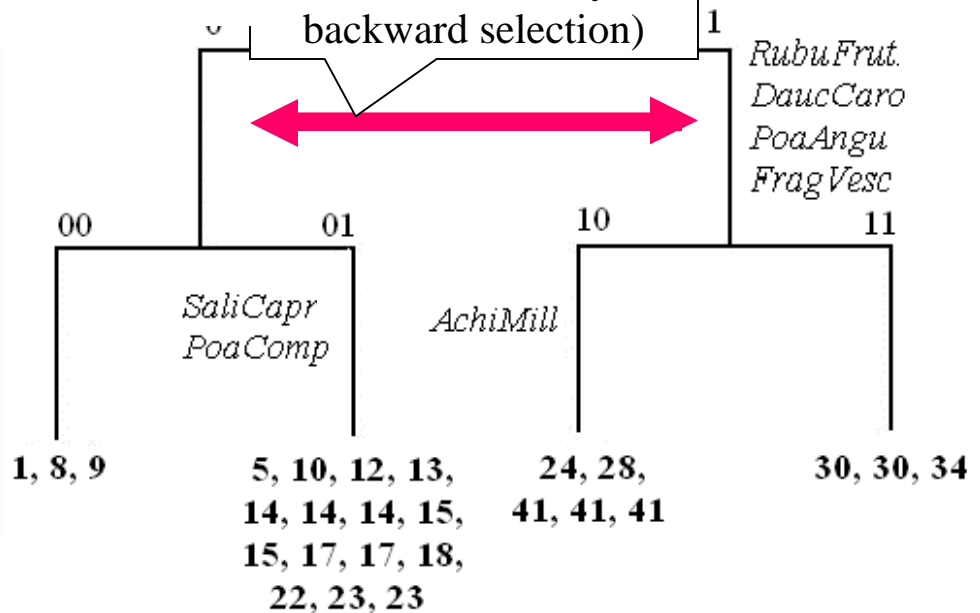 backward selection)
1
RubuFrut.
DaucCaro
PoaAngu
FragVesc
00
01
10
11
SaliCapr
PoaComp
AchiMill
1, 8, 9
5, 10, 12, 13,
14, 14, 14, 15,
15, 17, 17, 18,
22, 23, 23
24, 28,
41, 41, 41
30, 30, 34